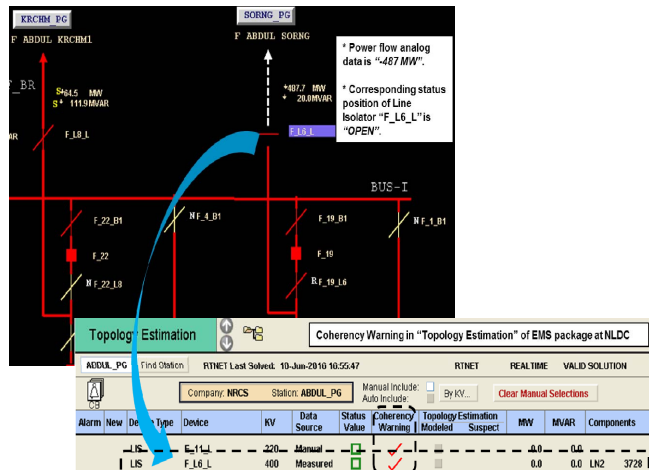 KRCHM_PG
SORNG_PG
F ABDUL KRCHM1
F ABDUL SORNG
* Power flow analog data is "-487 MW".
* Corresponding status position of Line Isolator "F_L6_L" is "OPEN".
F_BR
S+64.5 MW
S+ 111.9MVAR
+487.7 MW
+ 20.0MVAR
AR
F_L8_L
F_L6_L
BUS-I
F_22_B1
N F_4_B1
F_19_B1
N F_1_B1
F_22
F_19
N F_22_L8
R F_19_L6
Topology Estimation
Coherency Warning in "Topology Estimation" of EMS package at NLDC
ABDUL_PG
Find Station
RTNET Last Solved: 10-Jun-2016 16:55:47
RTNET
REALTIME
VALID SOLUTION
CB
Company: NRCS Station: ABDUL_PG
Manual Include:
Auto Include:
By KV...
Clear Manual Selections
Alarm New Device Type Device KV Data Source Status Value Coherency Warning Topology Estimation Modeled Suspect MW MVAR Components
LIS E_11_L 220 Manual 0.0 0.0
LIS F_L6_L 400 Measured 0.0 0.0 LN2 3728